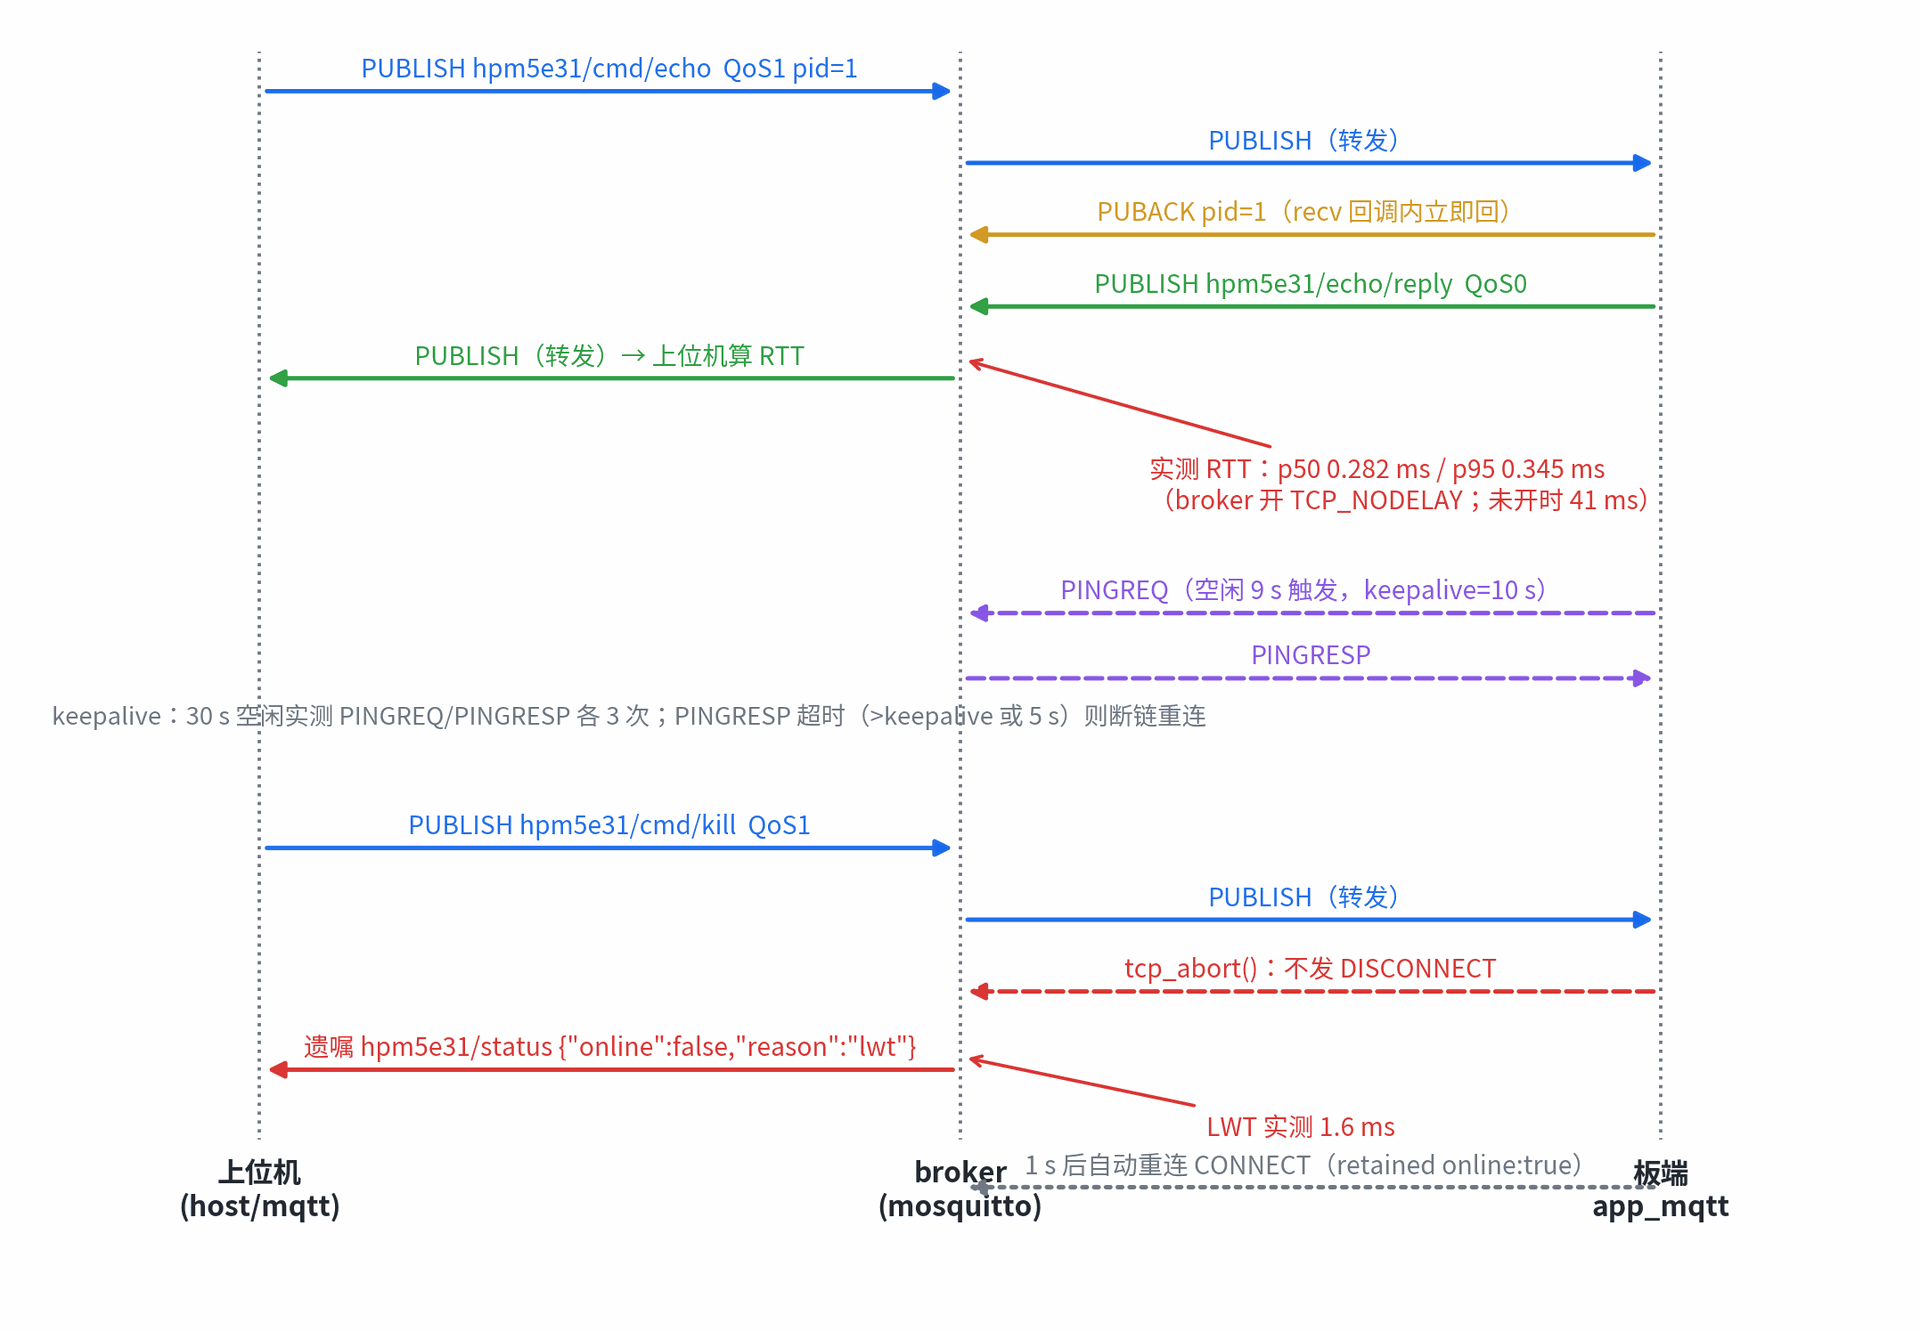 PUBLISH hpm5e31/cmd/echo  QoS1 pid=1
PUBLISH（转发）
PUBACK pid=1（recv 回调内立即回）
PUBLISH hpm5e31/echo/reply  QoS0
PUBLISH（转发）→ 上位机算 RTT
实测 RTT：p50 0.282 ms / p95 0.345 ms
（broker 开 TCP_NODELAY；未开时 41 ms）
PINGREQ（空闲 9 s 触发，keepalive=10 s）
PINGRESP
keepalive：30 s 空闲实测 PINGREQ/PINGRESP 各 3 次；PINGRESP 超时（>keepalive 或 5 s）则断链重连
PUBLISH hpm5e31/cmd/kill  QoS1
PUBLISH（转发）
tcp_abort()：不发 DISCONNECT
遗嘱 hpm5e31/status {"online":false,"reason":"lwt"}
LWT 实测 1.6 ms
1 s 后自动重连 CONNECT（retained online:true）
上位机
(host/mqtt)
broker
(mosquitto)
板端
app_mqtt